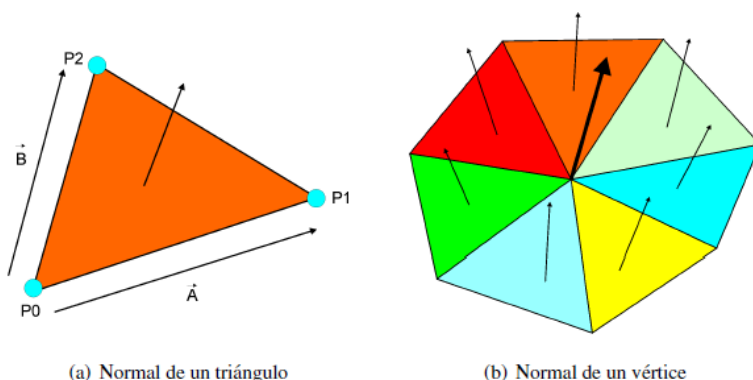 P2
B
P1
A
P0
(a) Normal de un triángulo
(b) Normal de un vértice